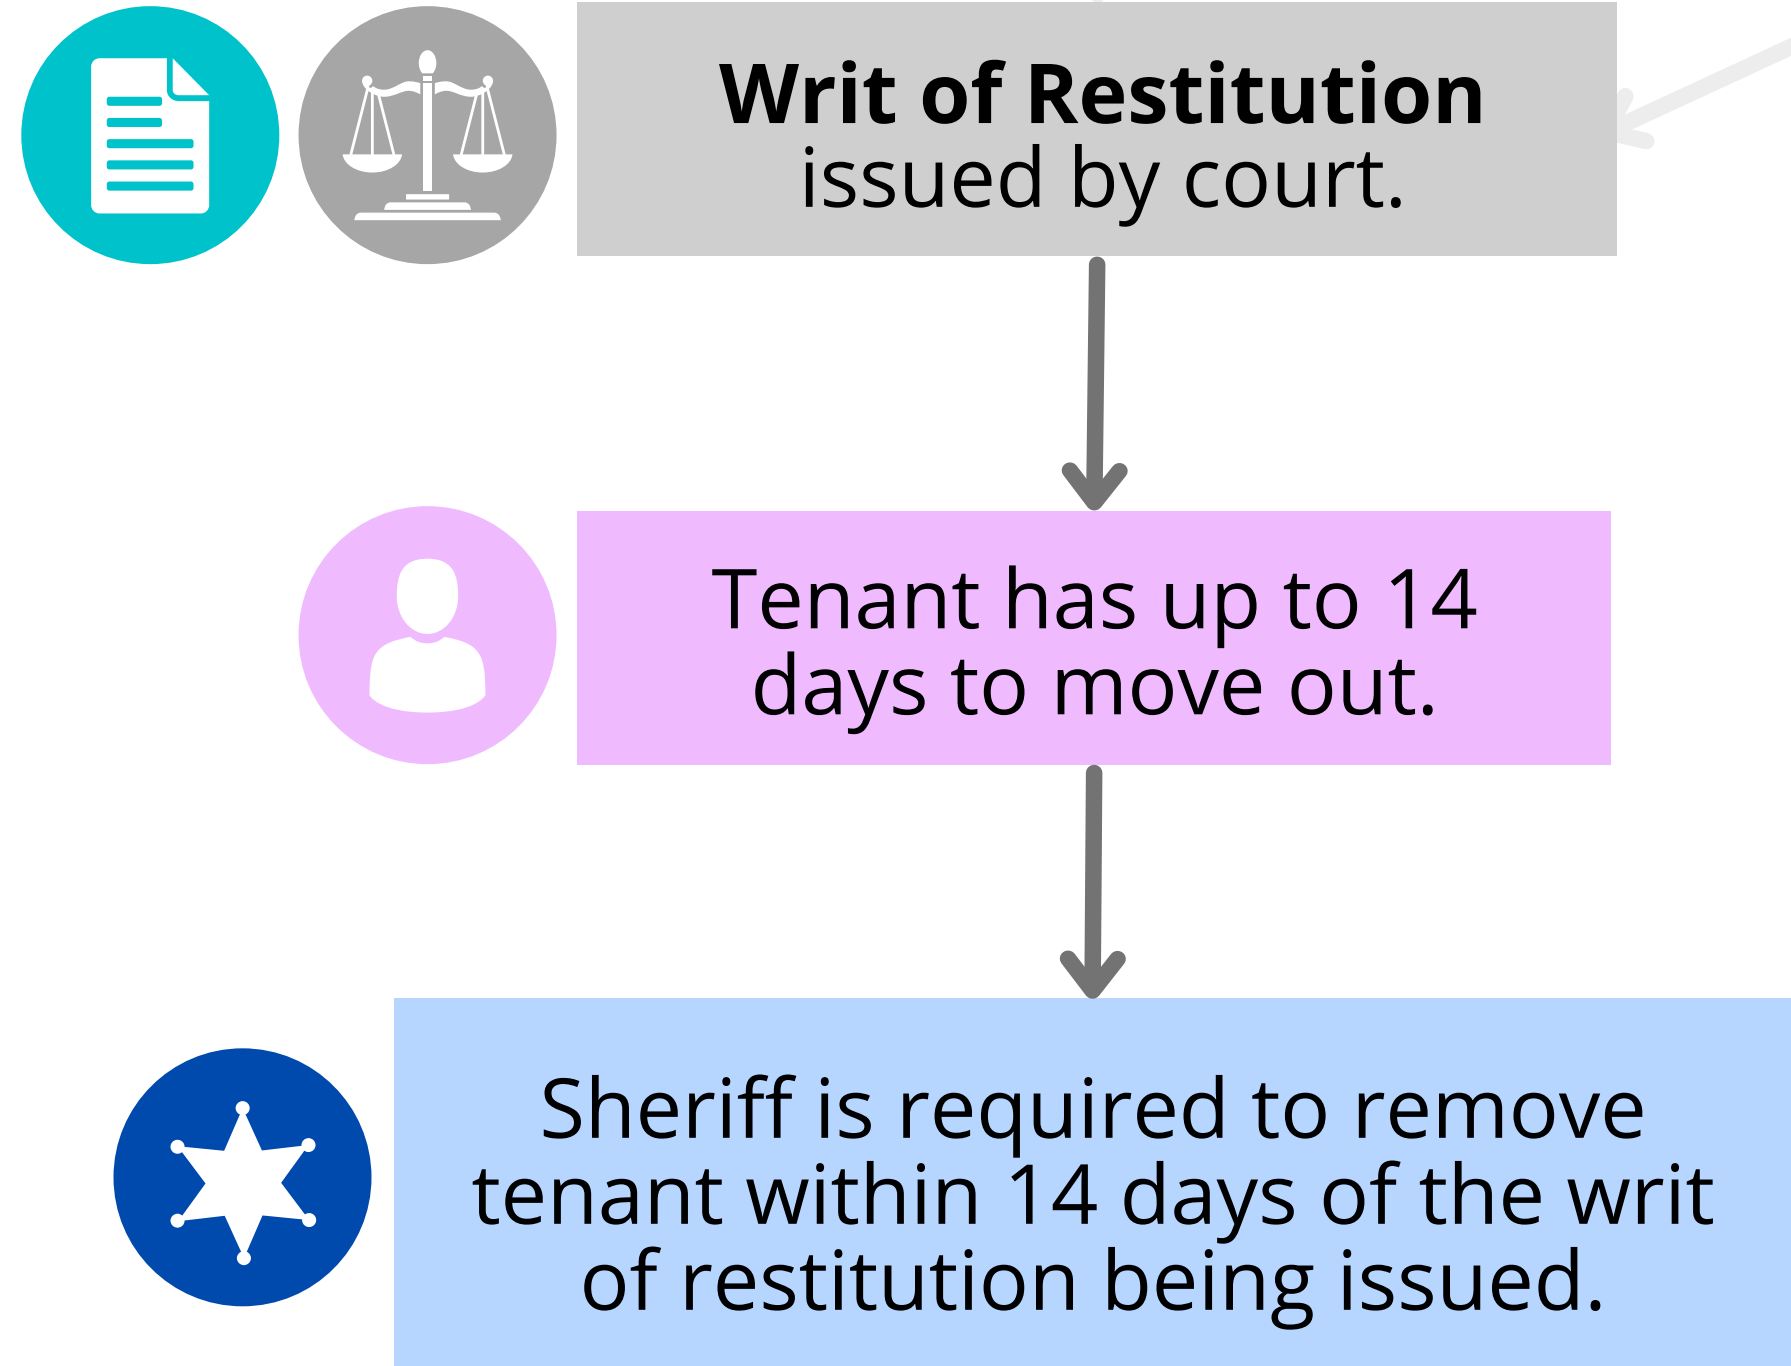 Writ of Restitution
issued by court.
Tenant has up to 14
days to move out.
Sheriff is required to remove
tenant within 14 days of the writ
of restitution being issued.